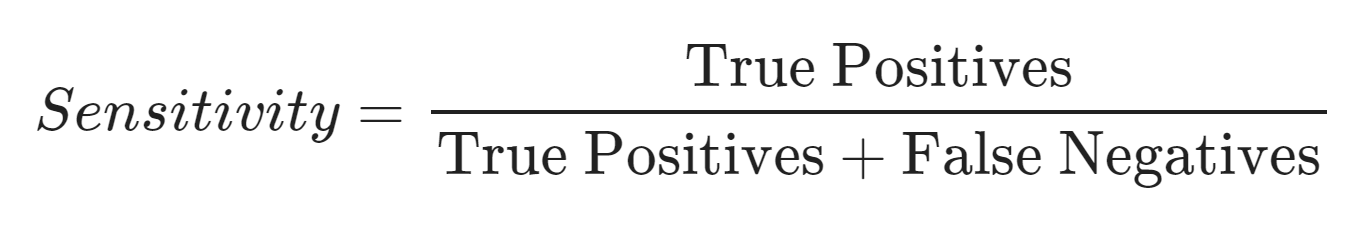 Sensitivity = True Positives
True Positives + False Negatives